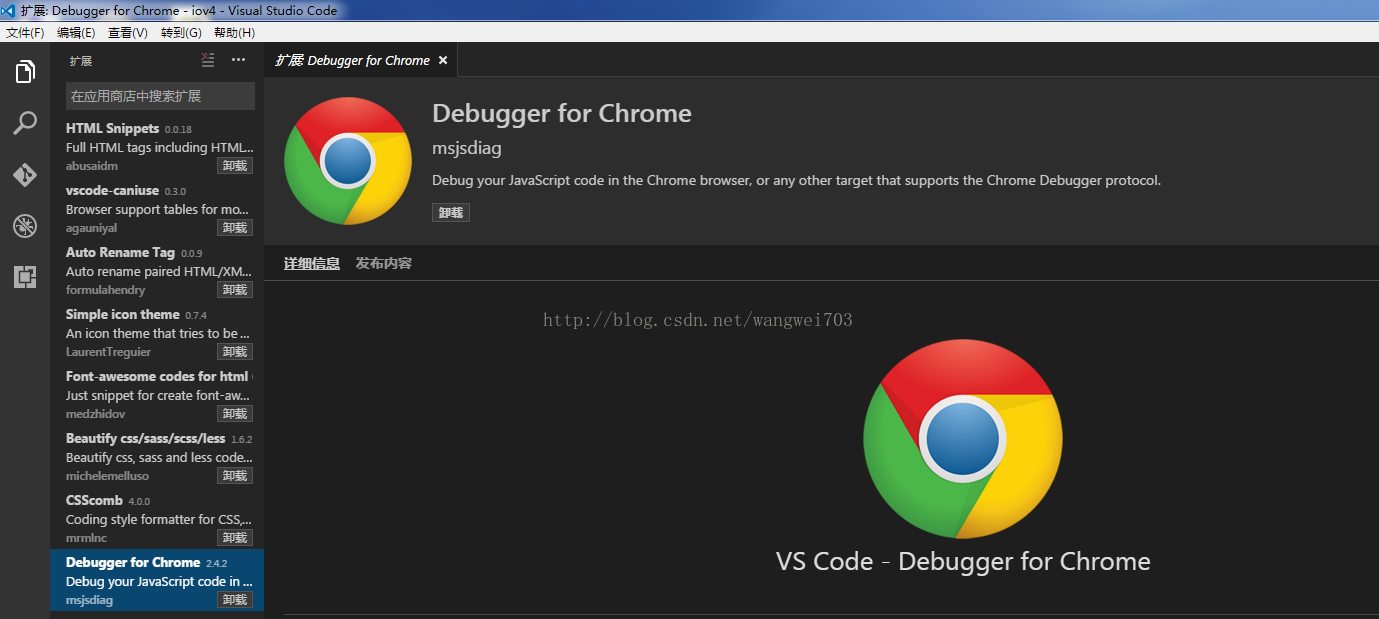 扩展: Debugger for Chrome - iov4 - Visual Studio Code
文件(F) 编辑(E) 查看(V) 转到(G) 帮助(H)
扩展
在应用商店中搜索扩展
HTML Snippets 0.0.18
Full HTML tags including HTML...
abusaidm 卸载
vscode-caniuse 0.3.0
Browser support tables for mo...
agauniyal 卸载
Auto Rename Tag 0.0.9
Auto rename paired HTML/XM...
formulahendry 卸载
Simple icon theme 0.7.4
An icon theme that tries to be ...
LaurentTreguier 卸载
Font-awesome codes for html
Just snippet for create font-aw...
medzhidov 卸载
Beautify css/sass/scss/less 1.6.2
Beautify css, sass and less code...
michelemelluso 卸载
CSScomb 4.0.0
Coding style formatter for CSS,...
mrmlnc 卸载
Debugger for Chrome 2.4.2
Debug your JavaScript code in ...
msjsdiag 卸载
扩展: Debugger for Chrome
Debugger for Chrome
msjsdiag
Debug your JavaScript code in the Chrome browser, or any other target that supports the Chrome Debugger protocol.
卸载
详细信息 发布内容
http://blog.csdn.net/wangwei703
VS Code - Debugger for Chrome